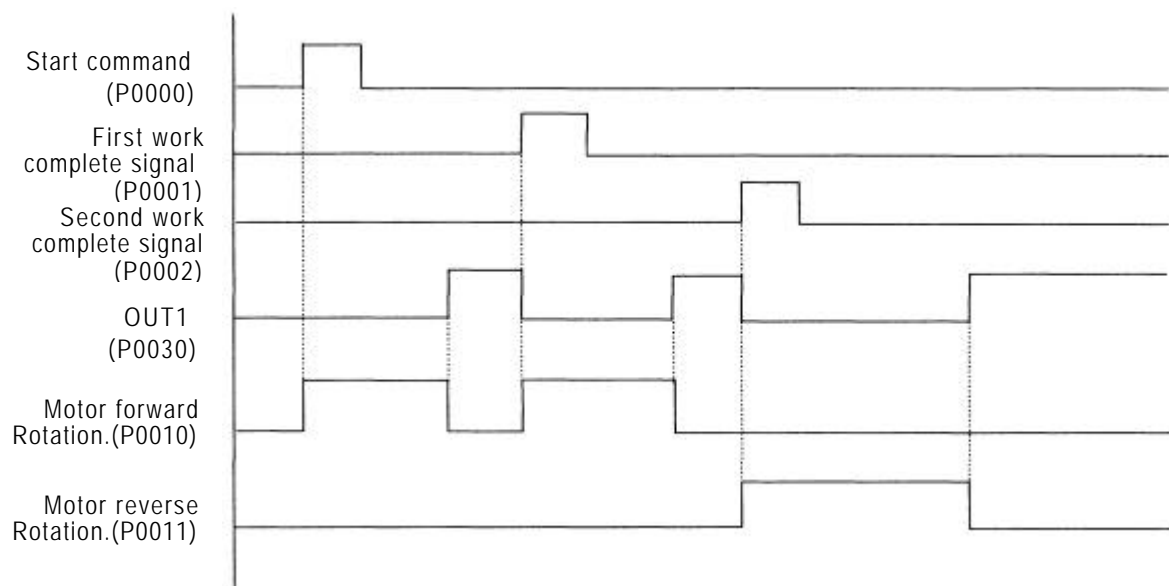 Start command
(P0000)
First work
complete signal
(P0001)
Second work
complete signal
(P0002)
OUT1
(P0030)
Motor forward
Rotation.(P0010)
Motor reverse
Rotation.(P0011)